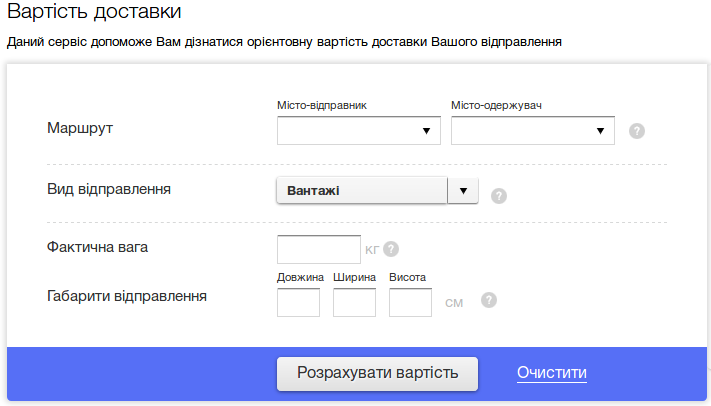 Вартість доставки
Даний сервіс допоможе Вам дізнатися орієнтовну вартість доставки Вашого відправлення
Місто-відправник Місто-одержувач
Маршрут ?
Вид відправлення Вантажі ?
Фактична вага кг ?
Довжина Ширина Висота
Габарити відправлення см ?
Розрахувати вартість Очистити